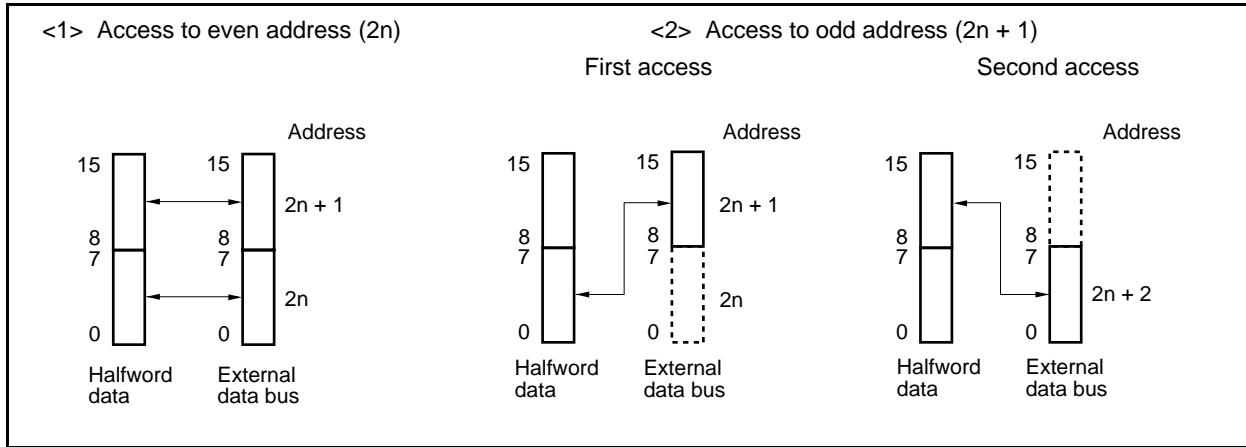 <1> Access to even address (2n)
<2> Access to odd address (2n + 1)
First access
Second access
Address
15
15
2n + 1
8
8
7
7
2n
0
0
Halfword
data
External
data bus
Address
15
15
2n + 1
8
8
7
7
2n
0
0
Halfword
data
External
data bus
Address
15
15
8
8
7
7
2n + 2
0
0
Halfword
data
External
data bus